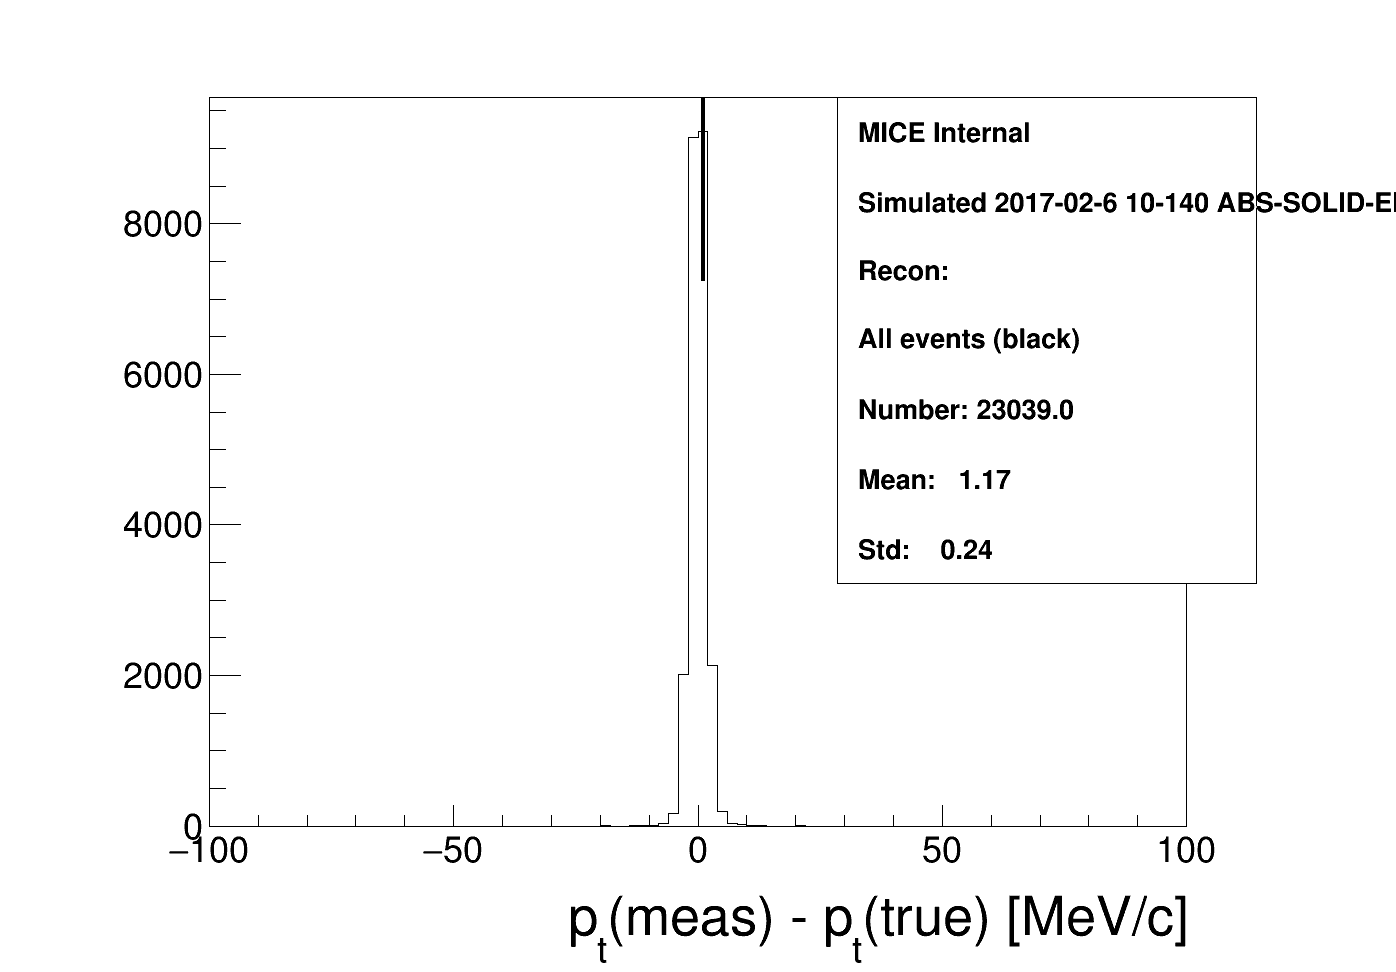 MICE Internal
Simulated 2017-02-6 10-140 ABS-SOLID-E
Recon:
All events (black)
Number: 23039.0
Mean: 1.17
Std: 0.24
8000
6000
4000
2000
0
−100 −50 0 50 100
pt(meas) - pt(true) [MeV/c]